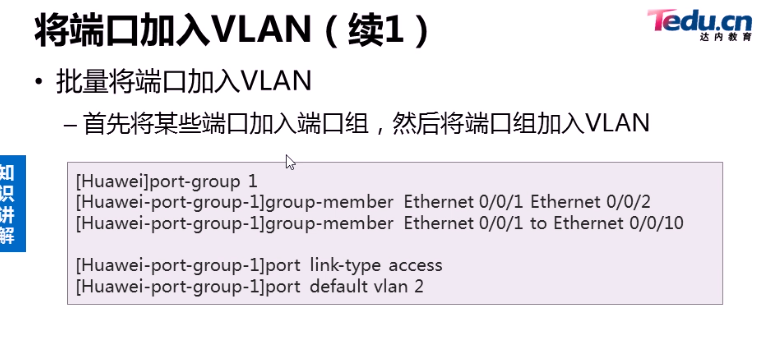 将端口加入VLAN（续1）
Tedu.cn
达内教育
• 批量将端口加入VLAN
– 首先将某些端口加入端口组，然后将端口组加入VLAN
知识讲解
[Huawei]port-group 1
[Huawei-port-group-1]group-member Ethernet 0/0/1 Ethernet 0/0/2
[Huawei-port-group-1]group-member Ethernet 0/0/1 to Ethernet 0/0/10
[Huawei-port-group-1]port link-type access
[Huawei-port-group-1]port default vlan 2